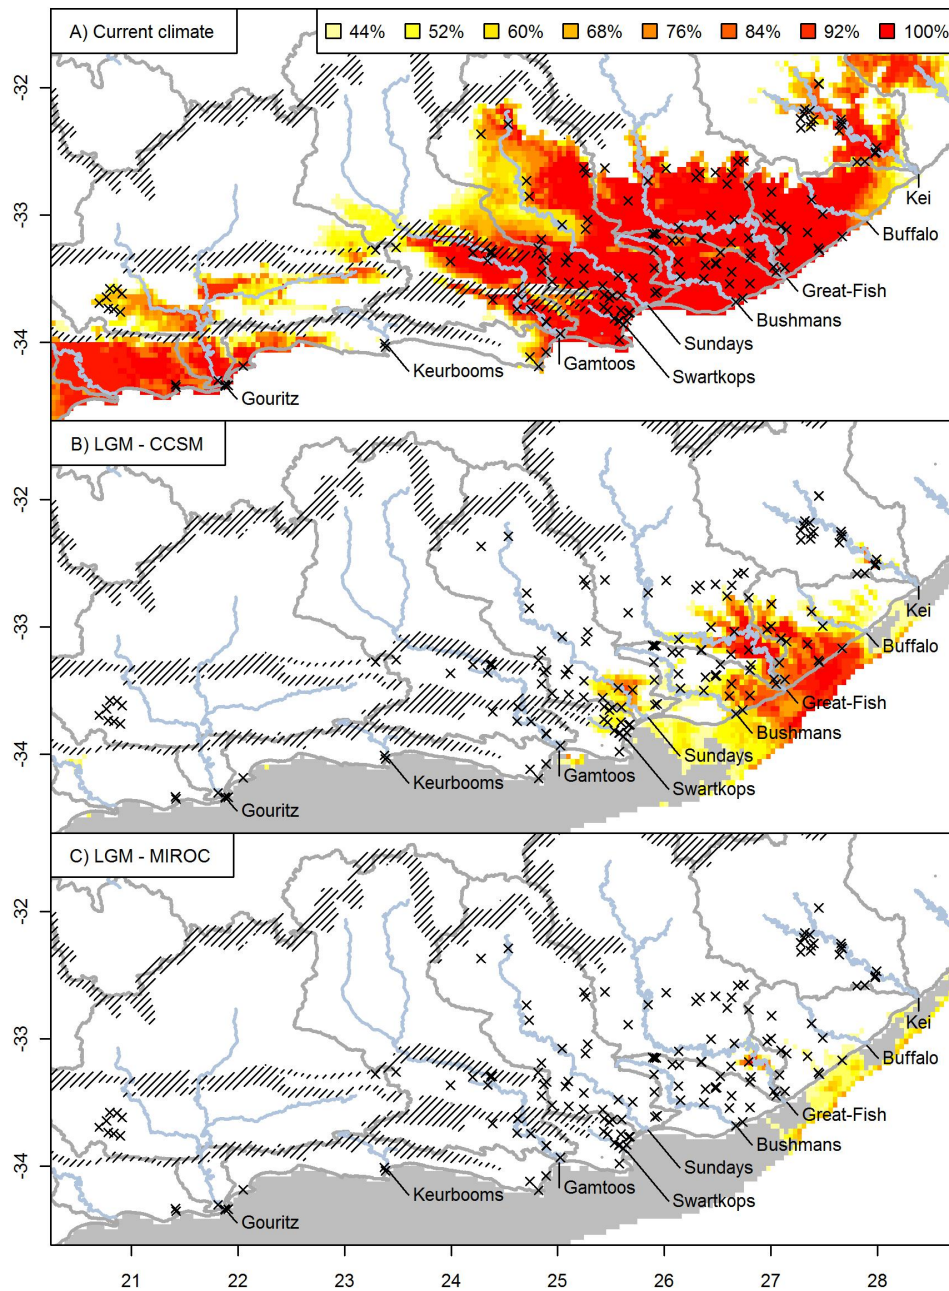 A) Current climate
44% 52% 60% 68% 76% 84% 92% 100%
-32
-33
-34
Kei
Buffalo
Great-Fish
Bushmans
Sundays
Swartkops
Gamtoos
Keurbooms
Gouritz
B) LGM - CCSM
-32
-33
-34
Kei
Buffalo
Great-Fish
Bushmans
Sundays
Swartkops
Gamtoos
Keurbooms
Gouritz
C) LGM - MIROC
-32
-33
-34
Kei
Buffalo
Great-Fish
Bushmans
Sundays
Swartkops
Gamtoos
Keurbooms
Gouritz
21 22 23 24 25 26 27 28